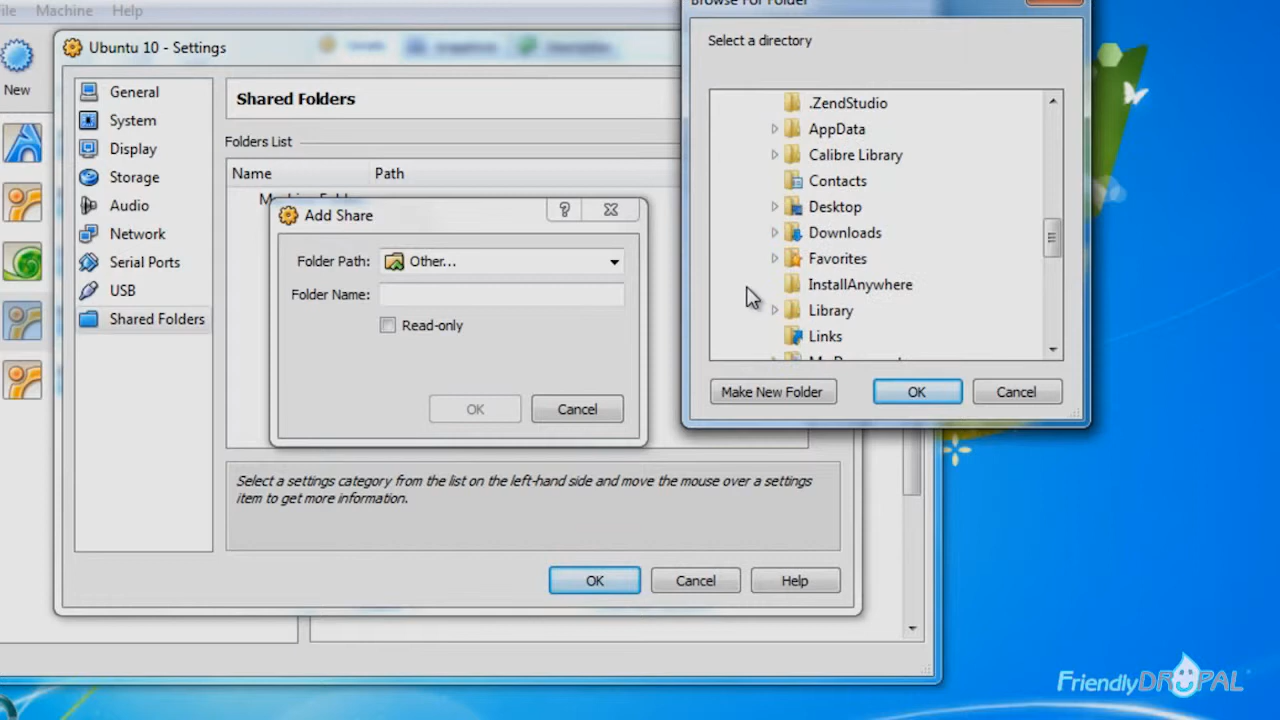 ile Machine Help
New
Ubuntu 10 - Settings
General
System
Display
Storage
Audio
Network
Serial Ports
USB
Shared Folders
Shared Folders
Folders List
Name Path
Add Share
Folder Path: Other...
Folder Name:
Read-only
OK Cancel
Select a settings category from the list on the left-hand side and move the mouse over a settings
item to get more information.
OK Cancel Help
Browse For Folder
Select a directory
.ZendStudio
AppData
Calibre Library
Contacts
Desktop
Downloads
Favorites
InstallAnywhere
Library
Links
Make New Folder OK Cancel
FriendlyDRUPAL